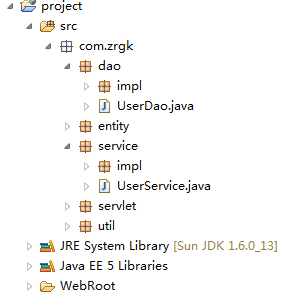 project
src
com.zrgk
dao
impl
UserDao.java
entity
service
impl
UserService.java
servlet
util
JRE System Library [Sun JDK 1.6.0_13]
Java EE 5 Libraries
WebRoot